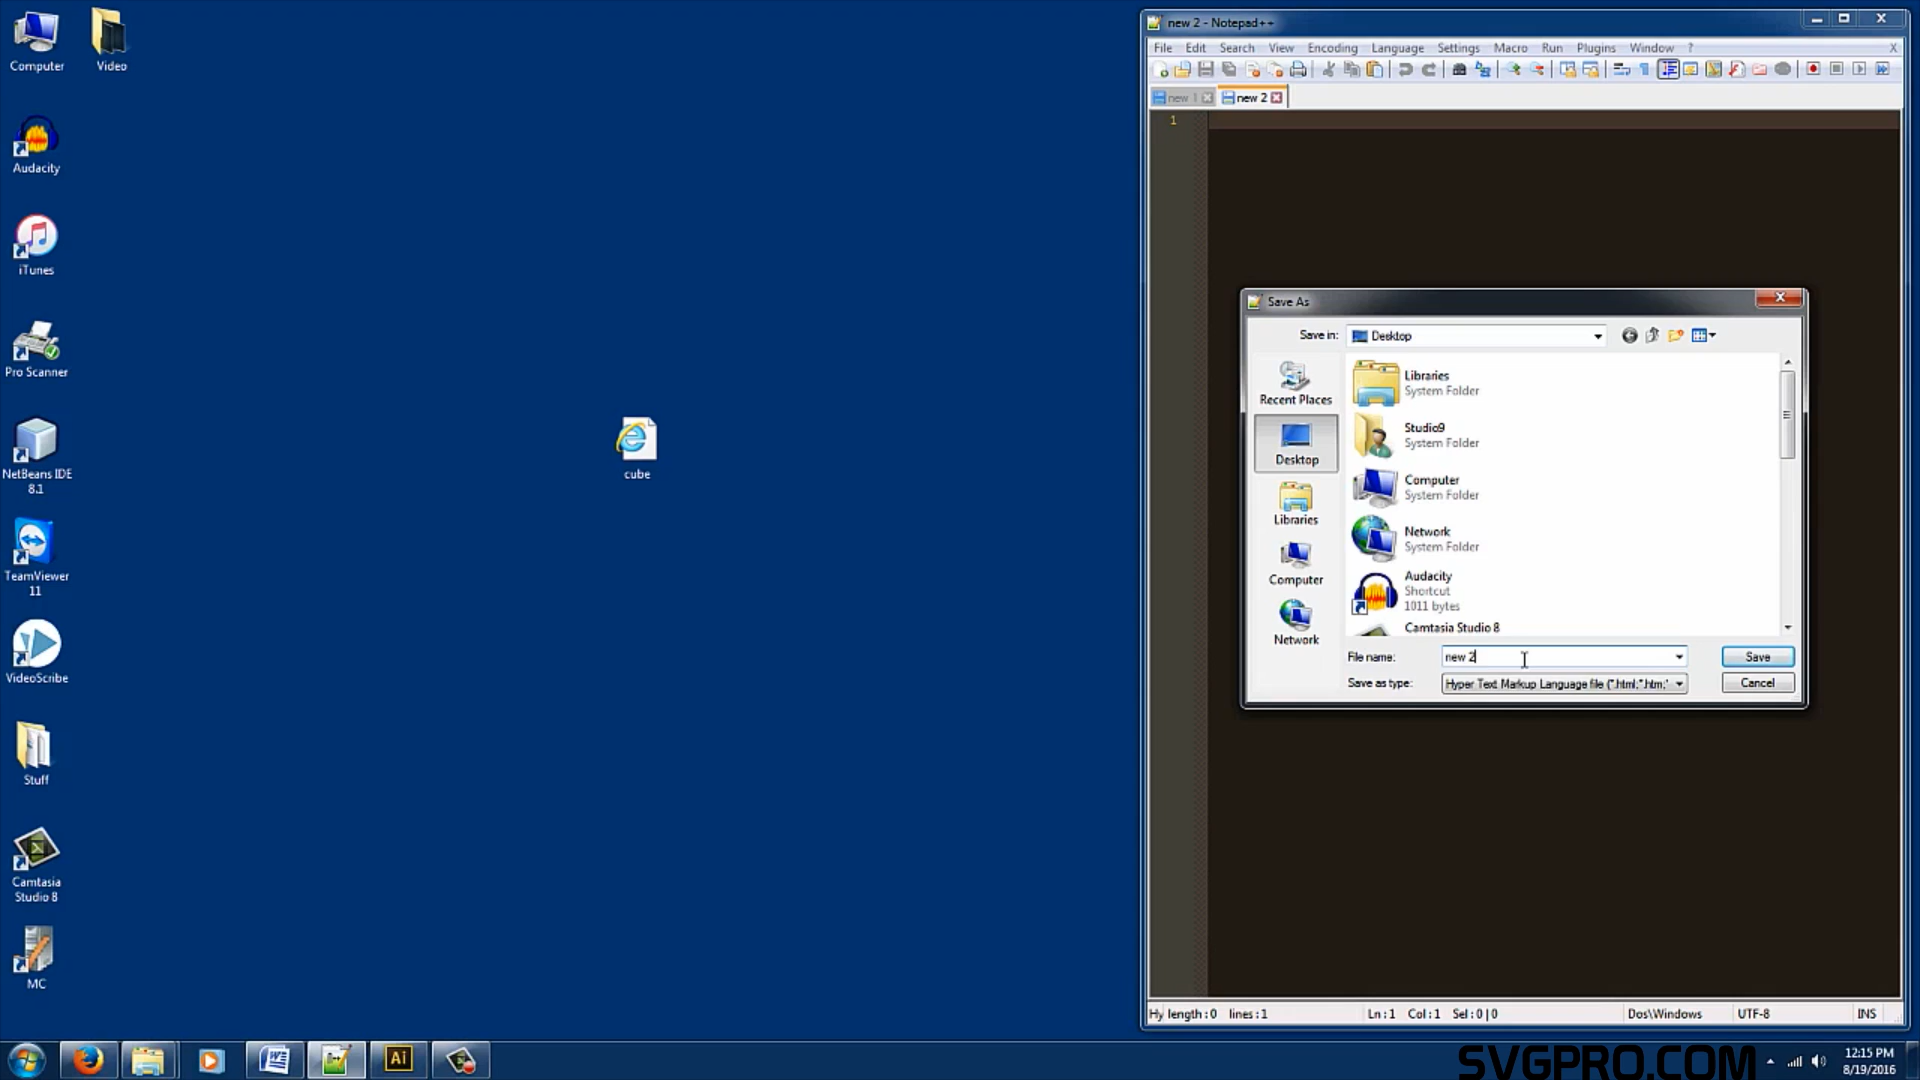 Computer
Video
Audacity
iTunes
Pro Scanner
NetBeans IDE
8.1
TeamViewer
11
VideoScribe
Stuff
Camtasia
Studio 8
MC
cube
new 2 - Notepad++
File Edit Search View Encoding Language Settings Macro Run Plugins Window ?
X
new 1 new 2
1
Save As
Save in: Desktop
Recent Places
Desktop
Libraries
Computer
Network
Libraries
System Folder
Studio9
System Folder
Computer
System Folder
Network
System Folder
Audacity
Shortcut
1011 bytes
Camtasia Studio 8
File name: new 2 Save
Save as type: Hyper Text Markup Language file (*.html;*.htm;* Cancel
Hy length : 0 lines : 1 Ln : 1 Col : 1 Sel : 0 | 0 Dos\Windows UTF-8 INS
Ai
SVGPRO.COM
12:15 PM
8/19/2016